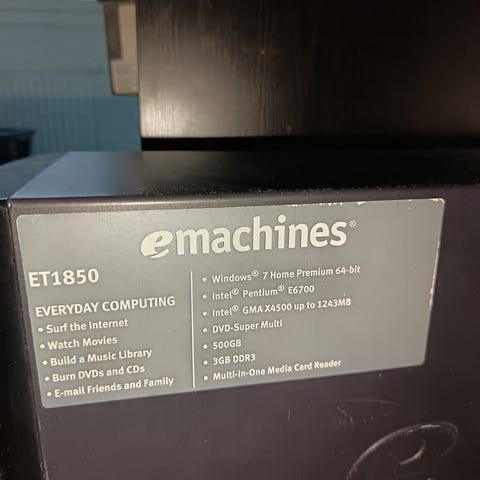 emachines®
ET1850
EVERYDAY COMPUTING
• Surf the Internet
• Watch Movies
• Build a Music Library
• Burn DVDs and CDs
• E-mail Friends and Family
• Windows® 7 Home Premium 64-bit
• Intel® Pentium® E6700
• Intel® GMA X4500 up to 1243MB
• DVD-Super Multi
• 500GB
• 3GB DDR3
• Multi-in-One Media Card Reader